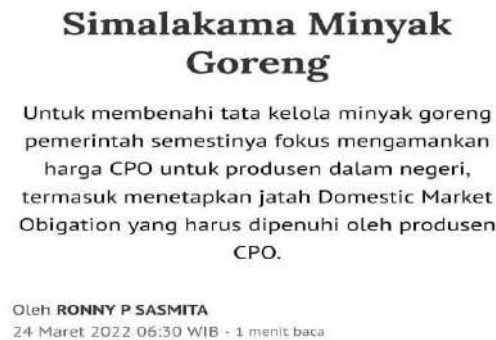 Simalakama Minyak
Goreng
Untuk membenahi tata kelola minyak goreng
pemerintah semestinya fokus mengamankan
harga CPO untuk produsen dalam negeri,
termasuk menetapkan jatah Domestic Market
Obigation yang harus dipenuhi oleh produsen
CPO.
Oleh RONNY P SASMITA
24 Maret 2022 06:30 WIB · 1 menit baca